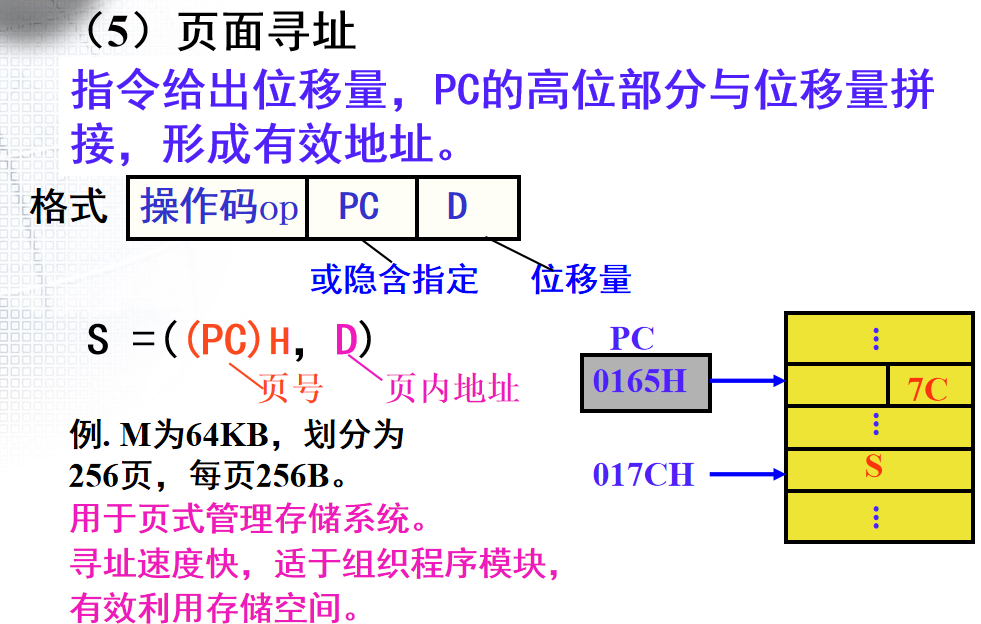 （5）页面寻址
指令给出位移量，PC的高位部分与位移量拼
接，形成有效地址。
格式 操作码op PC D
或隐含指定 位移量
S =((PC)H, D)
页号 页内地址
例. M为64KB，划分为
256页，每页256B。
用于页式管理存储系统。
寻址速度快，适于组织程序模块，
有效利用存储空间。
PC
0165H
7C
017CH
S